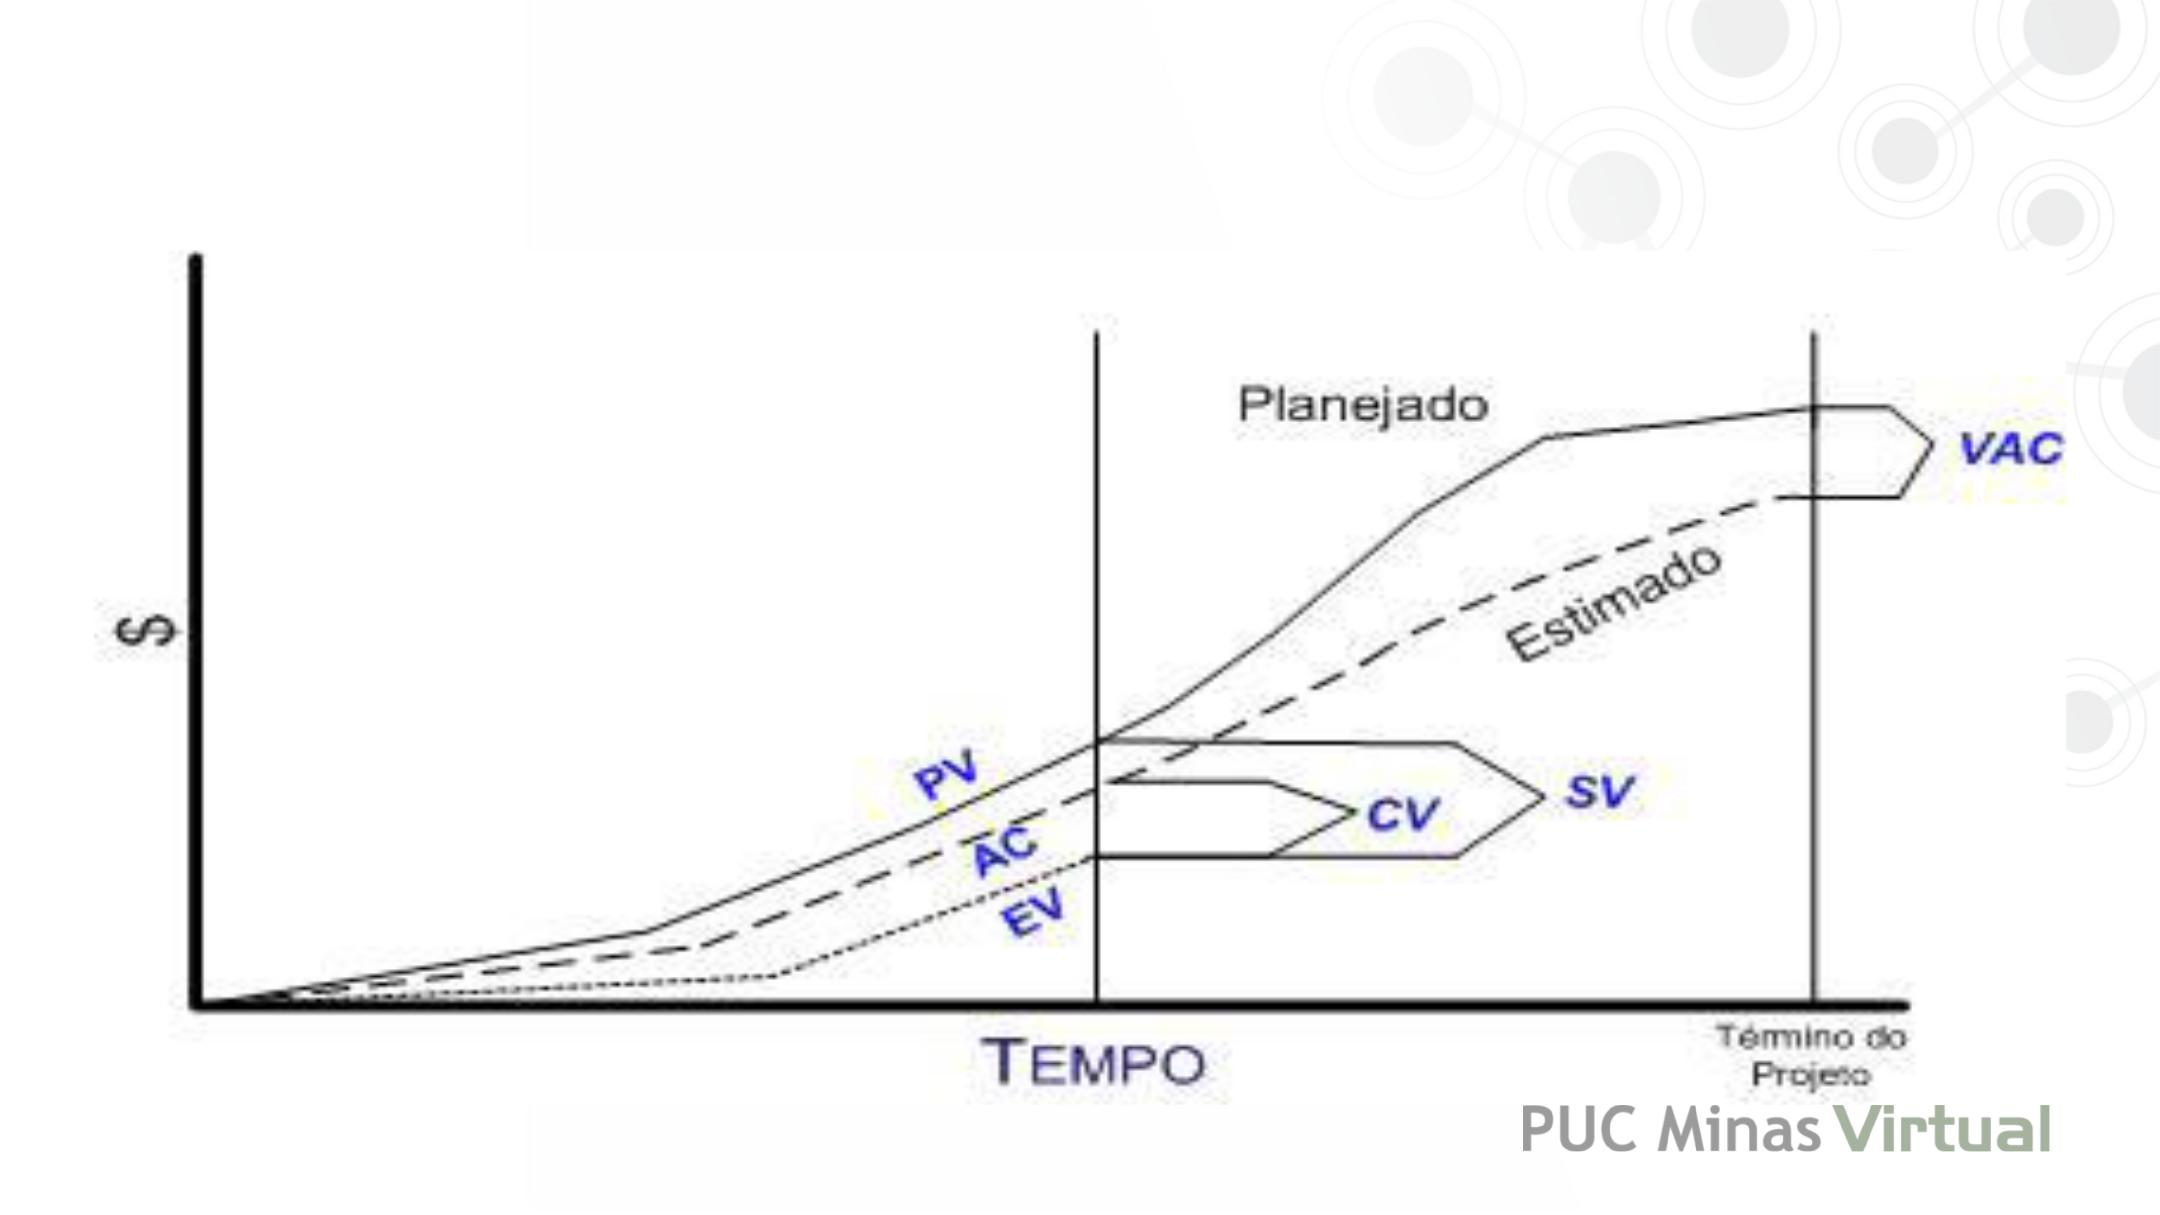 Planejado
VAC
Estimado
$
PV
AC
EV
CV
SV
TEMPO
Término do
Projeto
PUC Minas Virtual